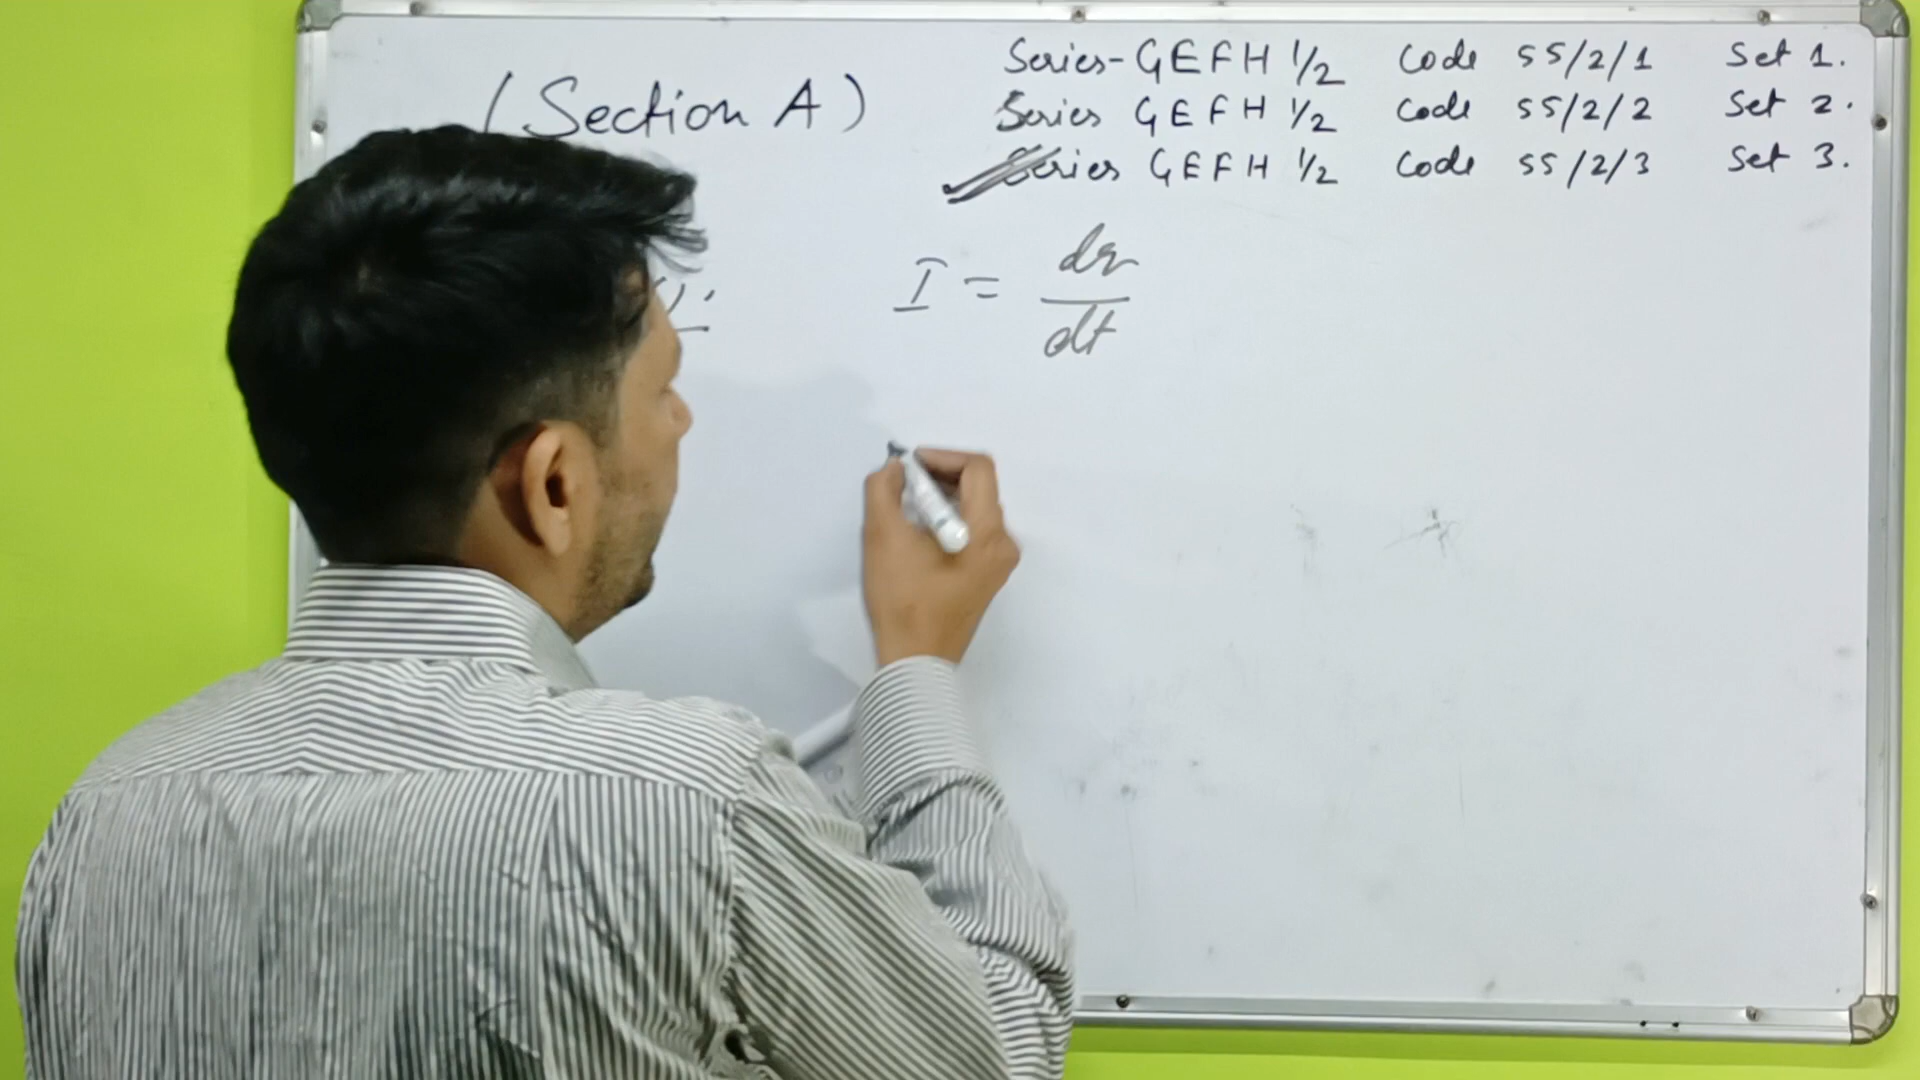 (Section A)
Series- GEFH 1/2 Code 55/2/1 Set 1.
Series GEFH 1/2 Code 55/2/2 Set 2.
Series GEFH 1/2 Code 55/2/3 Set 3.
I = dq/dt